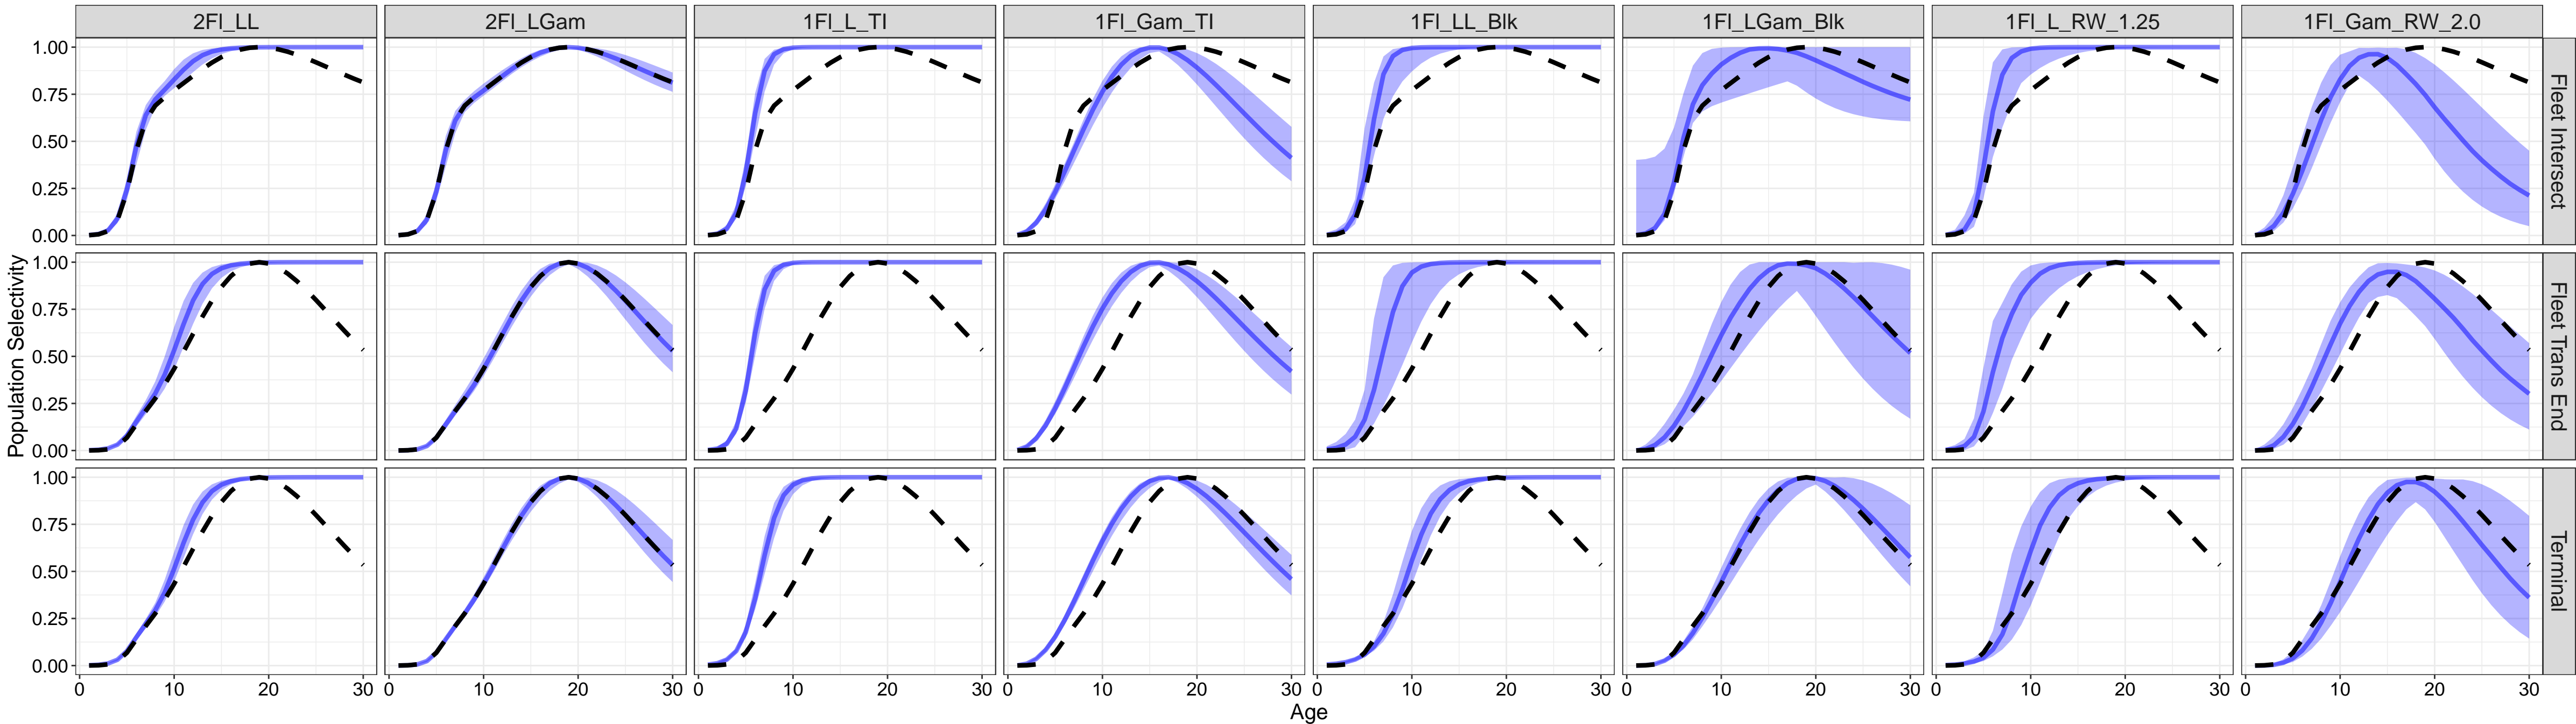 2Fl_LL 2Fl_LGam 1Fl_L_TI 1Fl_Gam_TI 1Fl_LL_Blk 1Fl_LGam_Blk 1Fl_L_RW_1.25 1Fl_Gam_RW_2.0
Population Selectivity
1.00
0.75
0.50
0.25
0.00
Fleet Intersect
1.00
0.75
0.50
0.25
0.00
Fleet Trans End
1.00
0.75
0.50
0.25
0.00
Terminal
0 10 20 30 0 10 20 30 0 10 20 30 0 10 20 30 0 10 20 30 0 10 20 30 0 10 20 30 0 10 20 30
Age